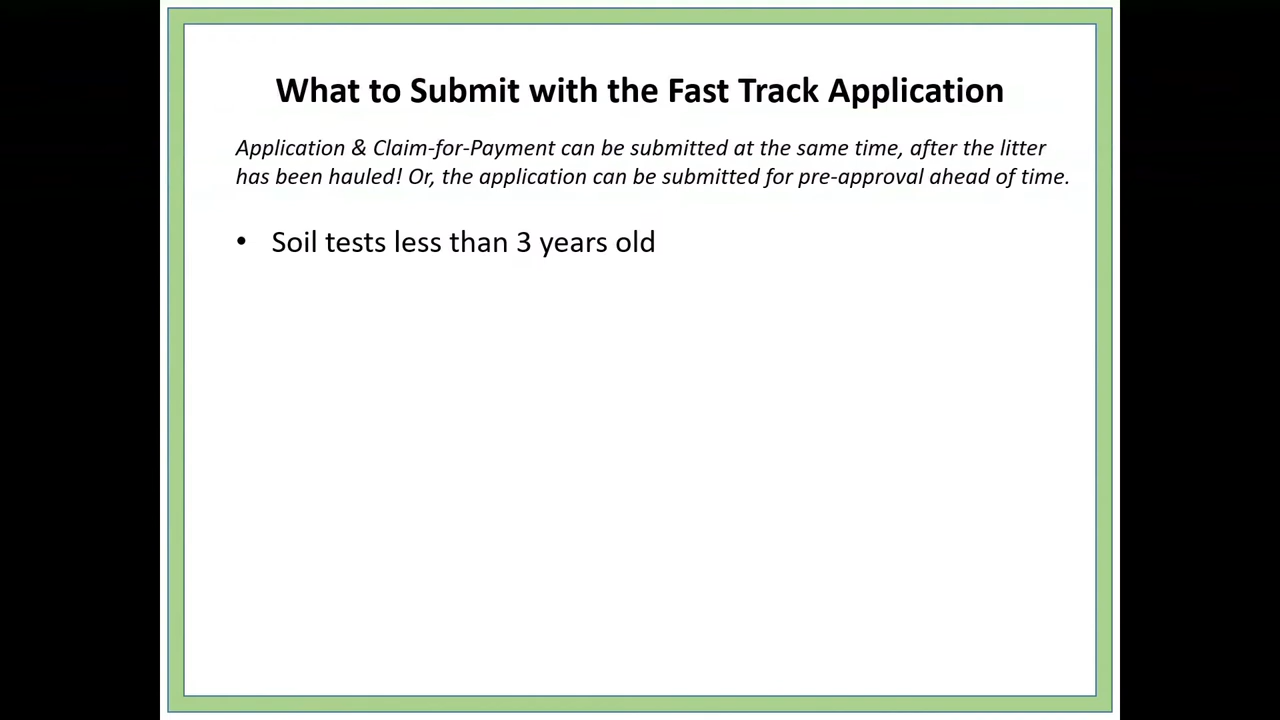 What to Submit with the Fast Track Application
Application & Claim-for-Payment can be submitted at the same time, after the litter
has been hauled! Or, the application can be submitted for pre-approval ahead of time.
• Soil tests less than 3 years old